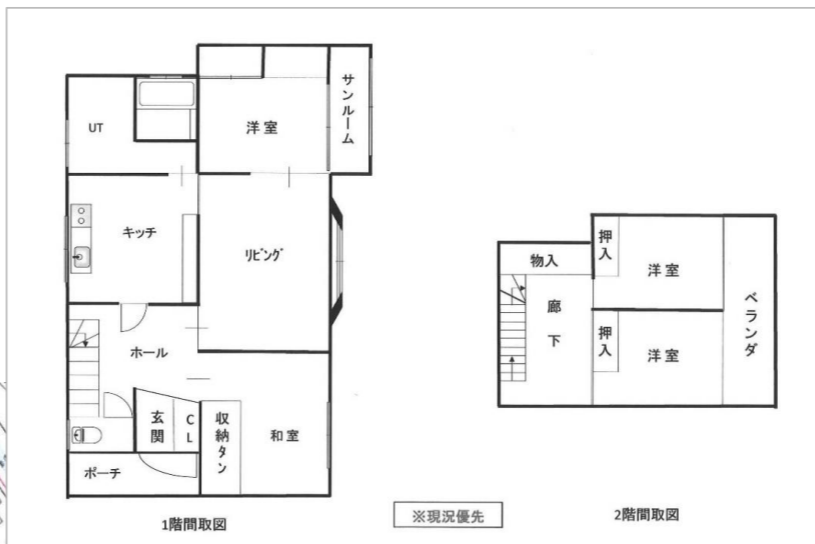 サンルーム
洋室
UT
キッチ
リビング
ホール
玄関
CL
収納タン
和室
ポーチ
1階間取図
※現況優先
物入
押入
洋室
廊下
押入
洋室
ベランダ
2階間取図